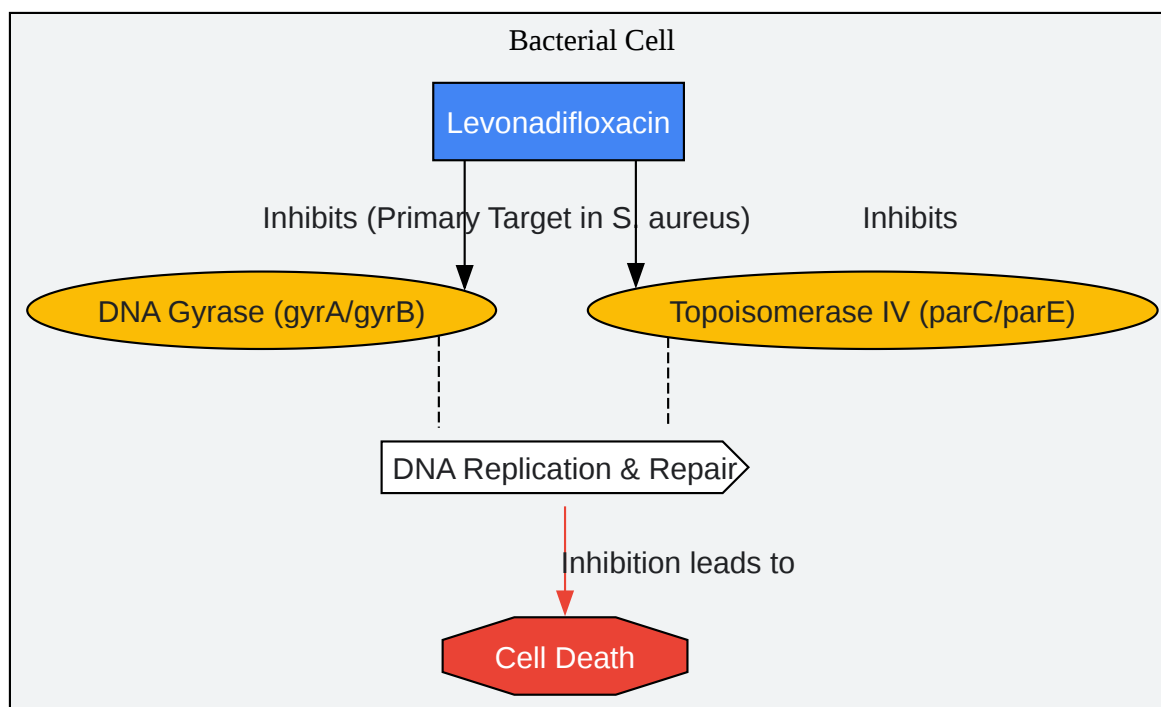 Bacterial Cell
Levonadifloxacin
Inhibits (Primary Target in S. aureus)
Inhibits
DNA Gyrase (gyrA/gyrB)
Topoisomerase IV (parC/parE)
DNA Replication & Repair
Inhibition leads to
Cell Death